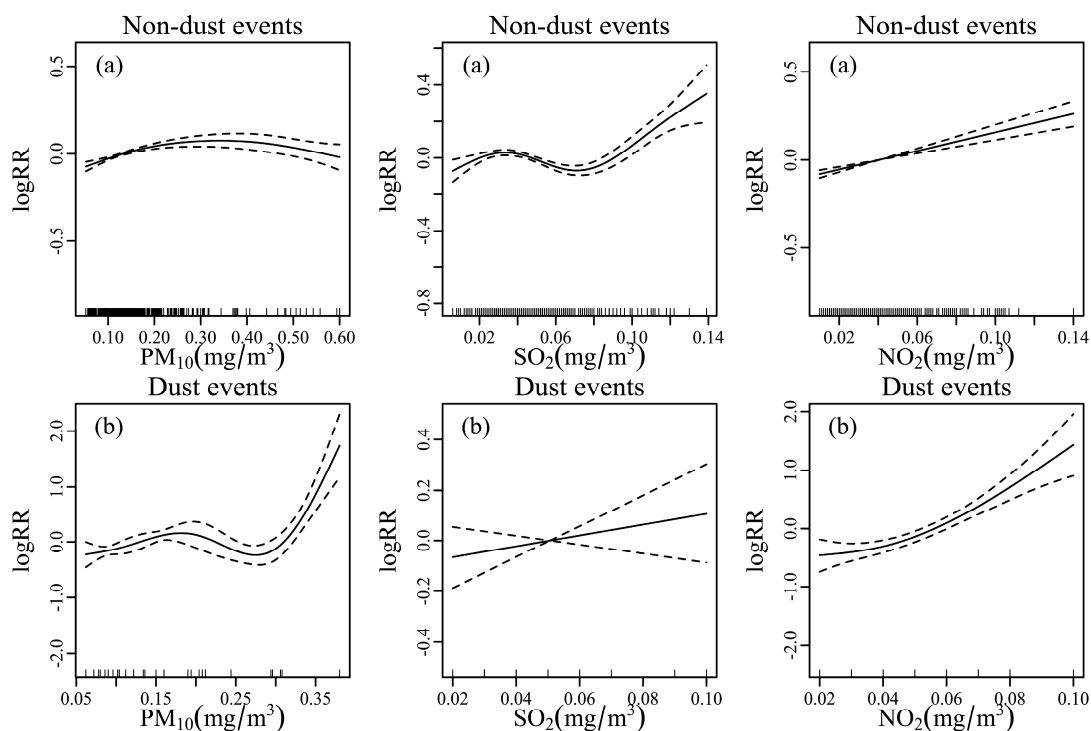 Non-dust events
(a)
logRR
0.5
0.0
-0.5
0.10 0.20 0.30 0.40 0.50 0.60
PM₁₀(mg/m³)
Non-dust events
(a)
logRR
0.4
0.0
-0.4
-0.8
0.02 0.06 0.10 0.14
SO₂(mg/m³)
Non-dust events
(a)
logRR
0.5
0.0
-0.5
0.02 0.06 0.10 0.14
NO₂(mg/m³)
Dust events
(b)
logRR
2.0
1.0
0.0
-1.0
-2.0
0.05 0.15 0.25 0.35
PM₁₀(mg/m³)
Dust events
(b)
logRR
0.4
0.2
0.0
-0.2
-0.4
0.02 0.04 0.06 0.08 0.10
SO₂(mg/m³)
Dust events
(b)
logRR
2.0
1.0
0.0
-1.0
-2.0
0.02 0.04 0.06 0.08 0.10
NO₂(mg/m³)